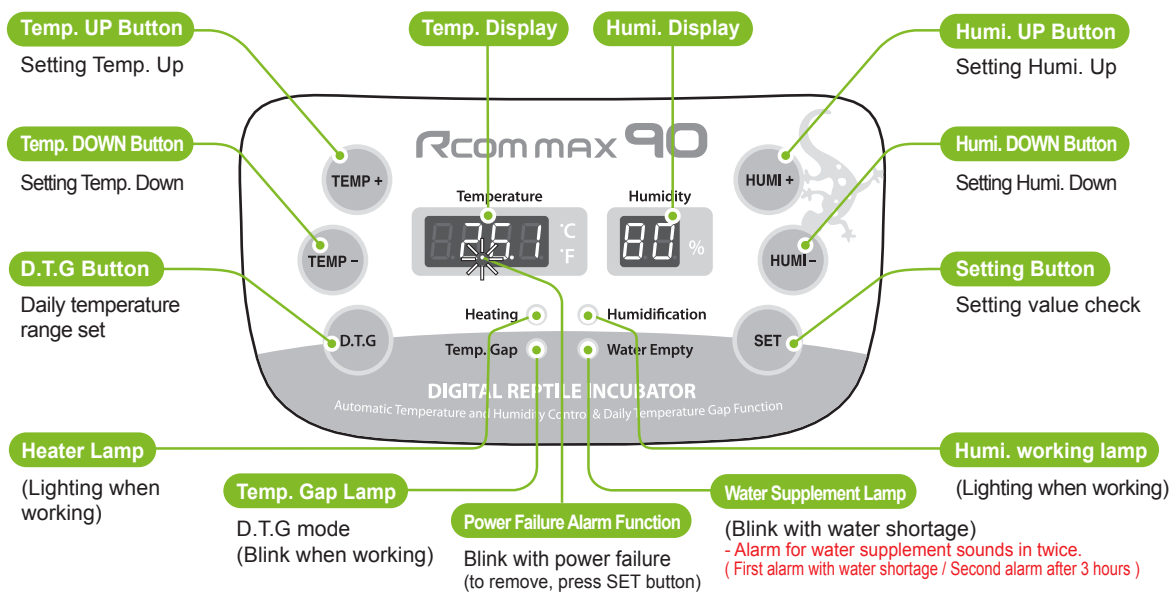 Temp. UP Button
Setting Temp. Up
Temp. Display
Humi. Display
Humi. UP Button
Setting Humi. Up
Temp. DOWN Button
Setting Temp. Down
Humi. DOWN Button
Setting Humi. Down
D.T.G Button
Daily temperature
range set
Setting Button
Setting value check
Rcom max 90
TEMP +
HUMI +
Temperature
Humidity
25.1
°C
°F
80
%
TEMP –
HUMI –
D.T.G
SET
Heating
Humidification
Temp. Gap
Water Empty
DIGITAL REPTILE INCUBATOR
Automatic Temperature and Humidity Control & Daily Temperature Gap Function
Heater Lamp
(Lighting when
working)
Temp. Gap Lamp
D.T.G mode
(Blink when working)
Power Failure Alarm Function
Blink with power failure
(to remove, press SET button)
Water Supplement Lamp
(Blink with water shortage)
- Alarm for water supplement sounds in twice.
( First alarm with water shortage / Second alarm after 3 hours )
Humi. working lamp
(Lighting when working)